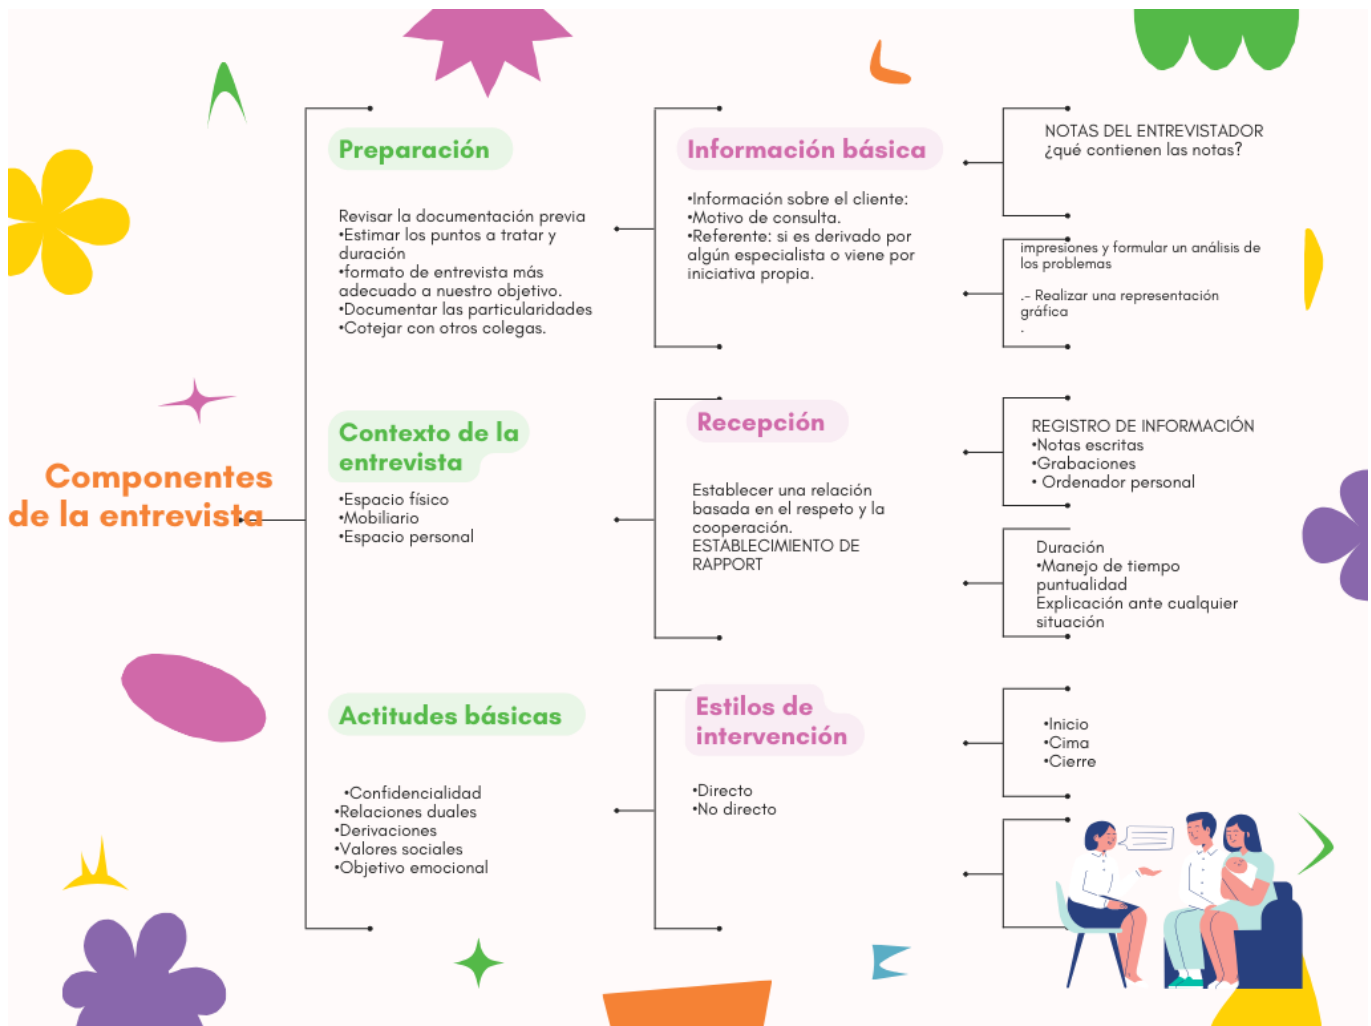 Componentes
de la entrevista
Preparación
Revisar la documentación previa
•Estimar los puntos a tratar y
duración
•formato de entrevista más
adecuado a nuestro objetivo.
•Documentar las particularidades
•Cotejar con otros colegas.
Información básica
•Información sobre el cliente:
•Motivo de consulta.
•Referente: si es derivado por
algún especialista o viene por
iniciativa propia.
NOTAS DEL ENTREVISTADOR
¿qué contienen las notas?
impresiones y formular un análisis de
los problemas
.- Realizar una representación
gráfica
.
Contexto de la
entrevista
•Espacio físico
•Mobiliario
•Espacio personal
Recepción
Establecer una relación
basada en el respeto y la
cooperación.
ESTABLECIMIENTO DE
RAPPORT
REGISTRO DE INFORMACIÓN
•Notas escritas
•Grabaciones
• Ordenador personal
Duración
•Manejo de tiempo
puntualidad
Explicación ante cualquier
situación
Actitudes básicas
•Confidencialidad
•Relaciones duales
•Derivaciones
•Valores sociales
•Objetivo emocional
Estilos de
intervención
•Directo
•No directo
•Inicio
•Cima
•Cierre